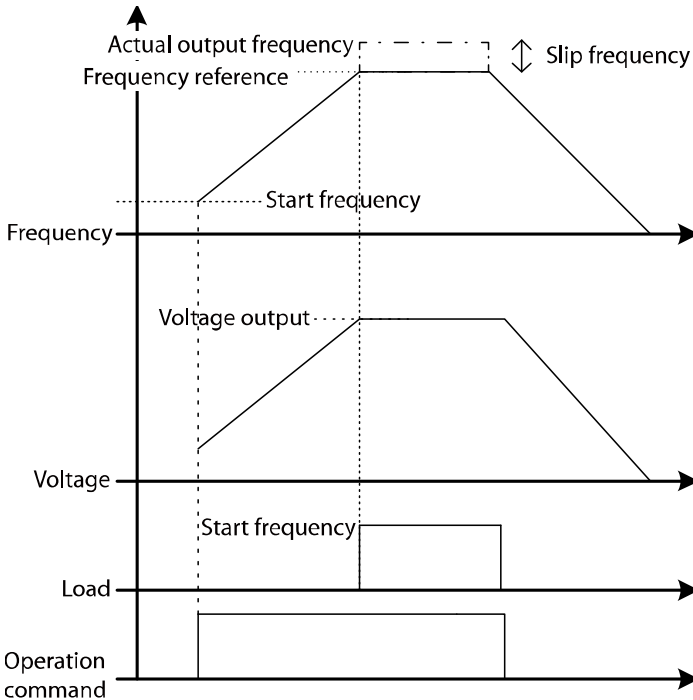 Actual output frequency
Slip frequency
Frequency reference
Start frequency
Frequency
Voltage output
Voltage
Start frequency
Load
Operation
command